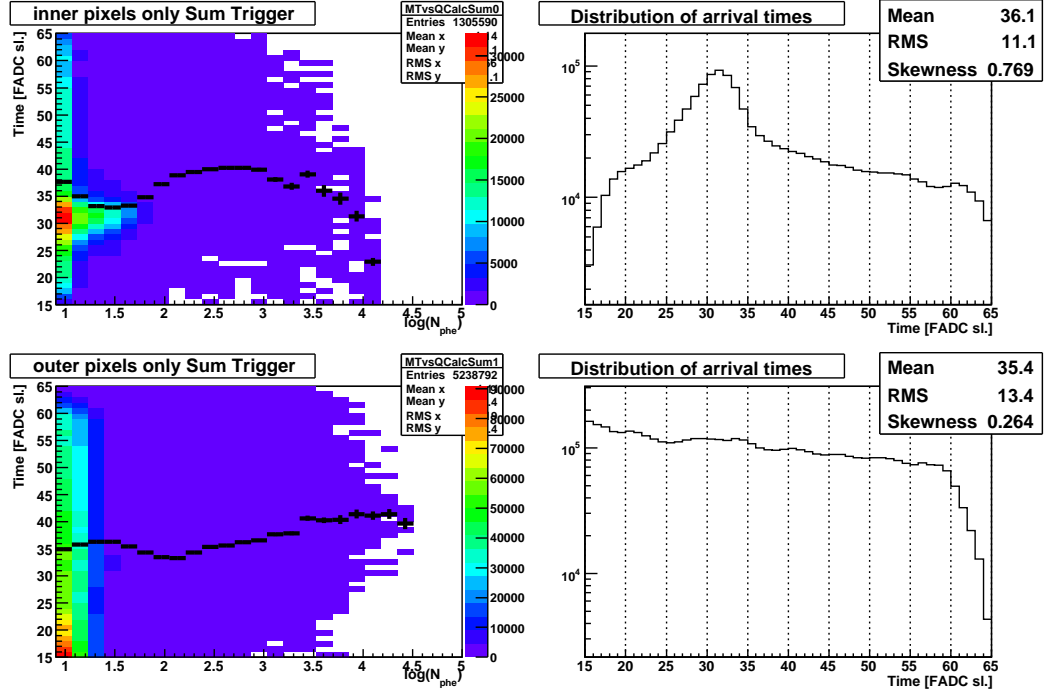 inner pixels only Sum Trigger
MTvsQCalcSum0
Entries 1305590
Mean x
Mean y
RMS x
RMS y
Time [FADC sl.]
65
60
55
50
45
40
35
30
25
20
15
1 1.5 2 2.5 3 3.5 4 4.5 5
log(N_phe)
30000
25000
20000
15000
10000
5000
0
Distribution of arrival times
Mean 36.1
RMS 11.1
Skewness 0.769
10^5
10^4
15 20 25 30 35 40 45 50 55 60 65
Time [FADC sl.]
outer pixels only Sum Trigger
MTvsQCalcSum1
Entries 5238792
Mean x
Mean y
RMS x
RMS y
Time [FADC sl.]
65
60
55
50
45
40
35
30
25
20
15
1 1.5 2 2.5 3 3.5 4 4.5 5
log(N_phe)
90000
80000
70000
60000
50000
40000
30000
20000
10000
0
Distribution of arrival times
Mean 35.4
RMS 13.4
Skewness 0.264
10^5
10^4
15 20 25 30 35 40 45 50 55 60 65
Time [FADC sl.]